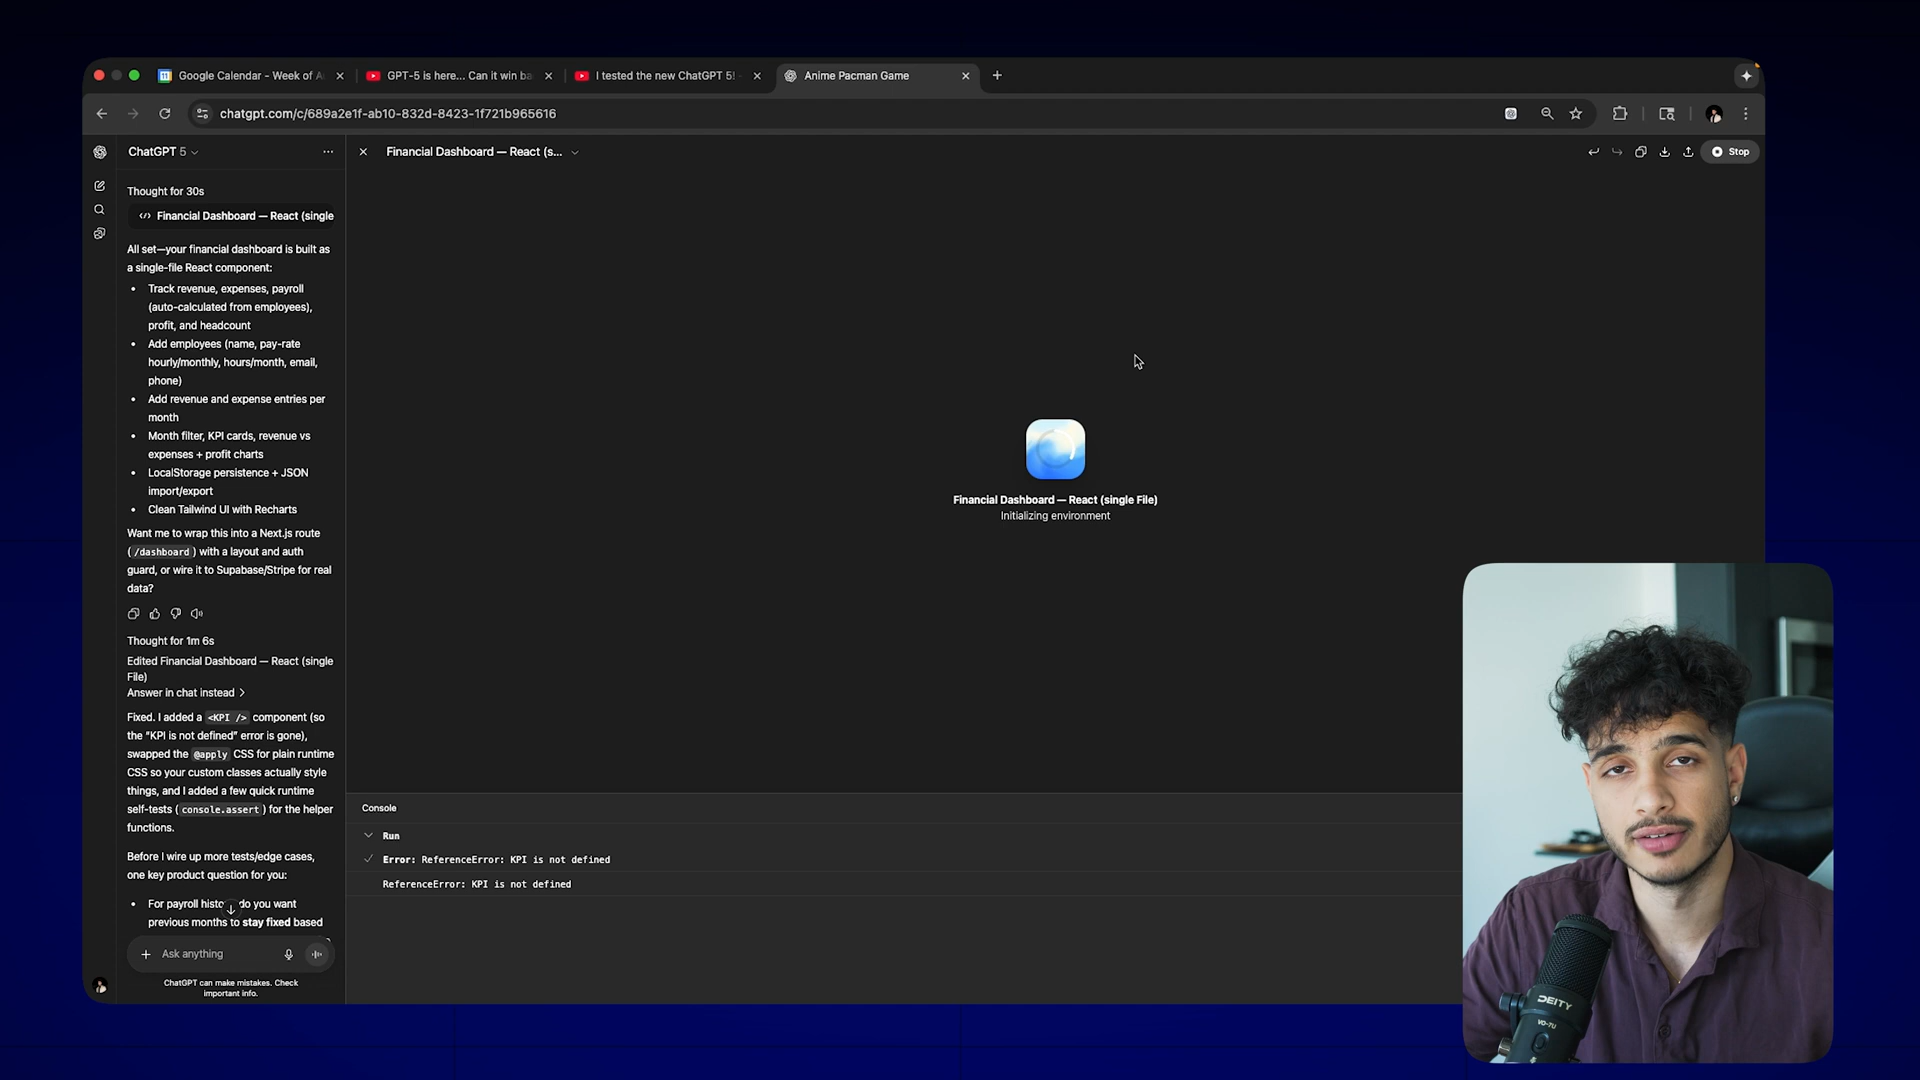 Google Calendar - Week of A
GPT-5 is here... Can it win ba
I tested the new ChatGPT 5!
Anime Pacman Game
chatgpt.com/c/689a2e1f-ab10-832d-8423-1f721b965616
ChatGPT 5
Financial Dashboard — React (s...
Stop
Thought for 30s
Financial Dashboard — React (single
All set—your financial dashboard is built as
a single-file React component:
• Track revenue, expenses, payroll
(auto-calculated from employees),
profit, and headcount
• Add employees (name, pay-rate
hourly/monthly, hours/month, email,
phone)
• Add revenue and expense entries per
month
• Month filter, KPI cards, revenue vs
expenses + profit charts
• LocalStorage persistence + JSON
import/export
• Clean Tailwind UI with Recharts
Want me to wrap this into a Next.js route
(/dashboard) with a layout and auth
guard, or wire it to Supabase/Stripe for real
data?
Thought for 1m 6s
Edited Financial Dashboard — React (single
File)
Answer in chat instead >
Fixed. I added a <KPI /> component (so
the “KPI is not defined” error is gone),
swapped the @apply CSS for plain runtime
CSS so your custom classes actually style
things, and I added a few quick runtime
self-tests (console.assert) for the helper
functions.
Before I wire up more tests/edge cases,
one key product question for you:
• For payroll histo do you want
previous months to stay fixed based
Ask anything
ChatGPT can make mistakes. Check
important info.
Financial Dashboard — React (single File)
Initializing environment
Console
Run
Error: ReferenceError: KPI is not defined
ReferenceError: KPI is not defined
DEITY
VO-7U